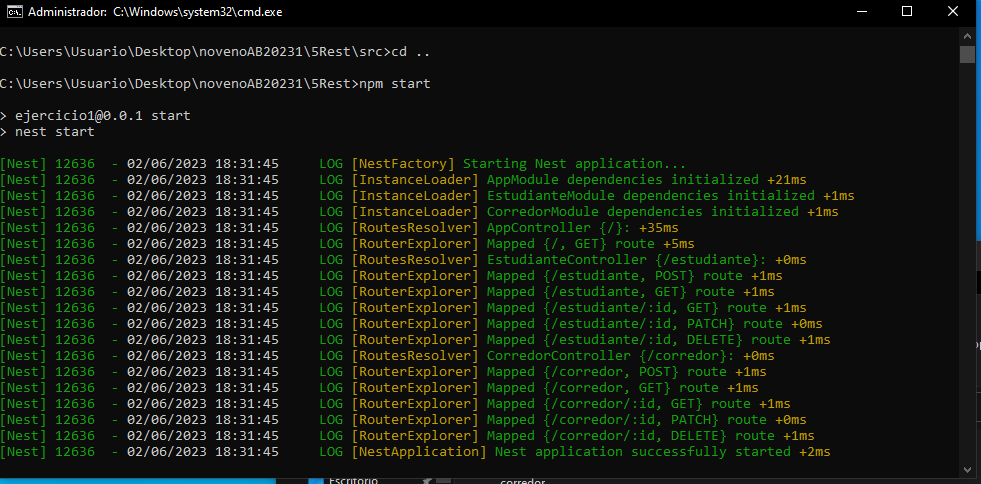 Administrador: C:\Windows\system32\cmd.exe
C:\Users\Usuario\Desktop\novenoAB20231\5Rest\src>cd ..
C:\Users\Usuario\Desktop\novenoAB20231\5Rest>npm start
> ejercicio1@0.0.1 start
> nest start
[Nest] 12636  - 02/06/2023 18:31:45     LOG [NestFactory] Starting Nest application...
[Nest] 12636  - 02/06/2023 18:31:45     LOG [InstanceLoader] AppModule dependencies initialized +21ms
[Nest] 12636  - 02/06/2023 18:31:45     LOG [InstanceLoader] EstudianteModule dependencies initialized +1ms
[Nest] 12636  - 02/06/2023 18:31:45     LOG [InstanceLoader] CorredorModule dependencies initialized +1ms
[Nest] 12636  - 02/06/2023 18:31:45     LOG [RoutesResolver] AppController {/}: +35ms
[Nest] 12636  - 02/06/2023 18:31:45     LOG [RouterExplorer] Mapped {/, GET} route +5ms
[Nest] 12636  - 02/06/2023 18:31:45     LOG [RoutesResolver] EstudianteController {/estudiante}: +0ms
[Nest] 12636  - 02/06/2023 18:31:45     LOG [RouterExplorer] Mapped {/estudiante, POST} route +1ms
[Nest] 12636  - 02/06/2023 18:31:45     LOG [RouterExplorer] Mapped {/estudiante, GET} route +1ms
[Nest] 12636  - 02/06/2023 18:31:45     LOG [RouterExplorer] Mapped {/estudiante/:id, GET} route +1ms
[Nest] 12636  - 02/06/2023 18:31:45     LOG [RouterExplorer] Mapped {/estudiante/:id, PATCH} route +0ms
[Nest] 12636  - 02/06/2023 18:31:45     LOG [RouterExplorer] Mapped {/estudiante/:id, DELETE} route +1ms
[Nest] 12636  - 02/06/2023 18:31:45     LOG [RoutesResolver] CorredorController {/corredor}: +0ms
[Nest] 12636  - 02/06/2023 18:31:45     LOG [RouterExplorer] Mapped {/corredor, POST} route +1ms
[Nest] 12636  - 02/06/2023 18:31:45     LOG [RouterExplorer] Mapped {/corredor, GET} route +1ms
[Nest] 12636  - 02/06/2023 18:31:45     LOG [RouterExplorer] Mapped {/corredor/:id, GET} route +1ms
[Nest] 12636  - 02/06/2023 18:31:45     LOG [RouterExplorer] Mapped {/corredor/:id, PATCH} route +0ms
[Nest] 12636  - 02/06/2023 18:31:45     LOG [RouterExplorer] Mapped {/corredor/:id, DELETE} route +1ms
[Nest] 12636  - 02/06/2023 18:31:45     LOG [NestApplication] Nest application successfully started +2ms
Escritorio corredor